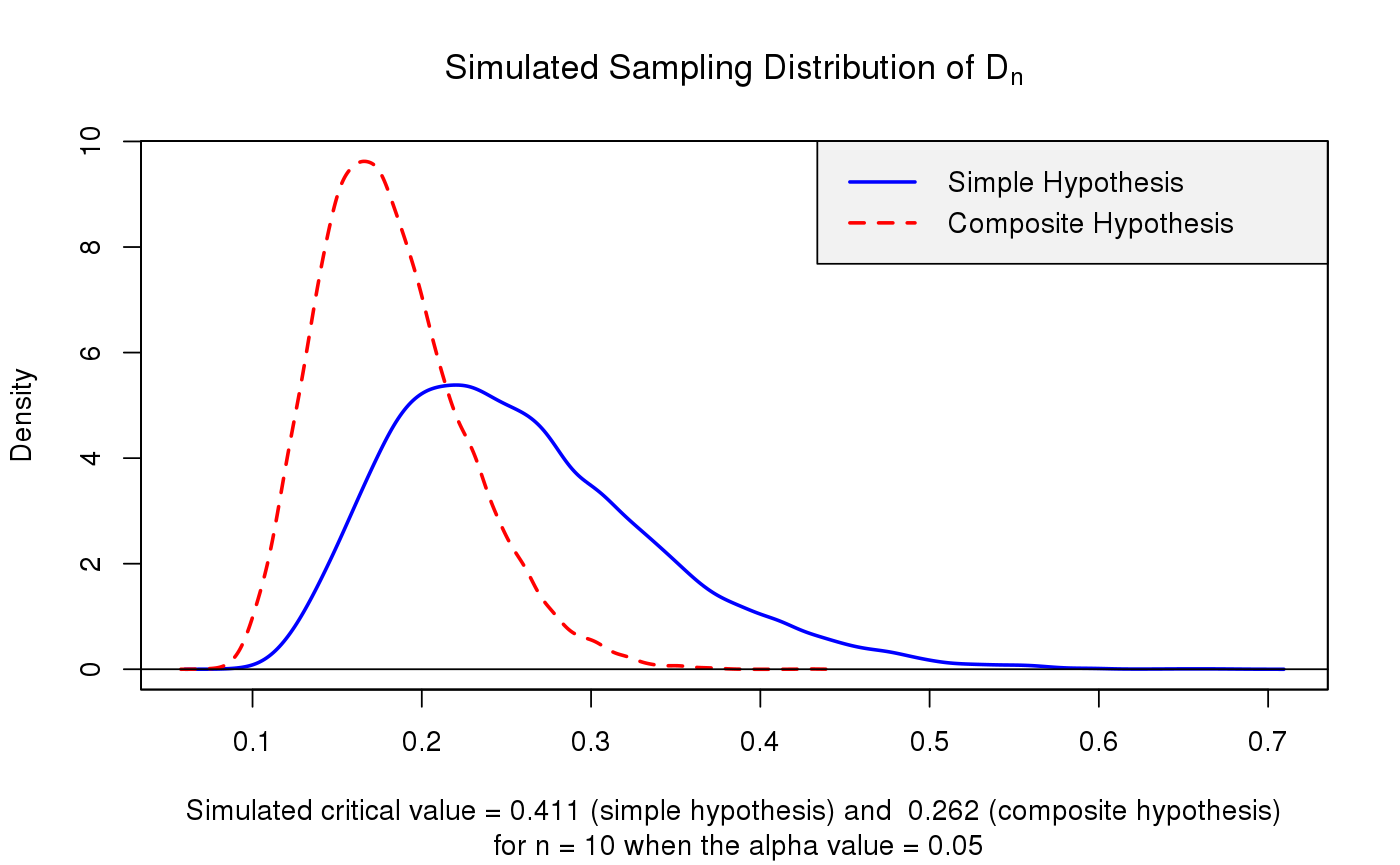 Simulated Sampling Distribution of Dn
Simple Hypothesis
Composite Hypothesis
Density
10
8
6
4
2
0
0.1 0.2 0.3 0.4 0.5 0.6 0.7
Simulated critical value = 0.411 (simple hypothesis) and  0.262 (composite hypothesis)
for n = 10 when the alpha value = 0.05